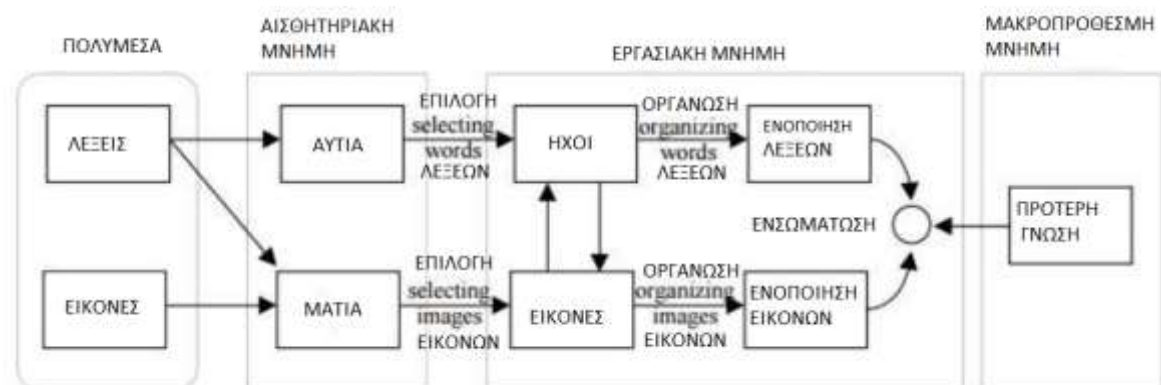 ΠΟΛΥΜΕΣΑ
ΑΙΣΘΗΤΗΡΙΑΚΗ
ΜΝΗΜΗ
ΕΡΓΑΣΙΑΚΗ ΜΝΗΜΗ
ΜΑΚΡΟΠΡΟΘΕΣΜΗ
ΜΝΗΜΗ
ΛΕΞΕΙΣ
ΑΥΤΙΑ
ΕΠΙΛΟΓΗ
selecting
words
ΛΕΞΕΩΝ
ΗΧΟΙ
ΟΡΓΑΝΩΣΗ
organizing
words
ΛΕΞΕΩΝ
ΕΝΟΠΟΙΗΣΗ
ΛΕΞΕΩΝ
ΕΝΣΩΜΑΤΩΣΗ
ΠΡΟΤΕΡΗ
ΓΝΩΣΗ
ΕΙΚΟΝΕΣ
ΜΑΤΙΑ
ΕΠΙΛΟΓΗ
selecting
images
ΕΙΚΟΝΩΝ
ΕΙΚΟΝΕΣ
ΟΡΓΑΝΩΣΗ
organizing
images
ΕΙΚΟΝΩΝ
ΕΝΟΠΟΙΗΣΗ
ΕΙΚΟΝΩΝ